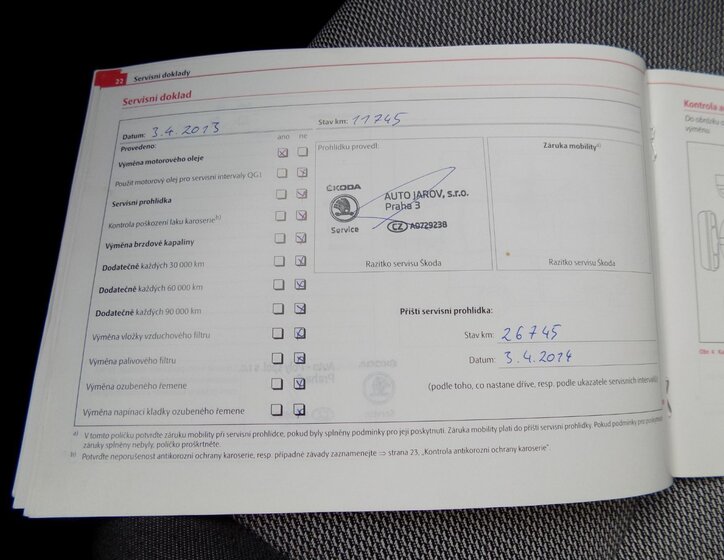 22 Servisní doklady
Servisní doklad
Datum: 3.4.2013
Stav km: 11745
Provedeno: ano ne
Výměna motorového oleje
Použit motorový olej pro servisní intervaly QG1
Servisní prohlídka
Kontrola poškození laku karoserie b)
Výměna brzdové kapaliny
Dodatečně každých 30 000 km
Dodatečně každých 60 000 km
Dodatečně každých 90 000 km
Výměna vložky vzduchového filtru
Výměna palivového filtru
Výměna ozubeného řemene
Výměna napínací kladky ozubeného řemene
Prohlídku provedl:
ŠKODA
Service
AUTO JAROV, s.r.o.
Praha 3
CZ A0729238
Razítko servisu Škoda
Záruka mobility a)
Razítko servisu Škoda
Příští servisní prohlídka:
Stav km: 26745
Datum: 3.4.2014
(podle toho, co nastane dříve, resp. podle ukazatele servisních intervalů)
a) V tomto políčku potvrďte záruku mobility při servisní prohlídce, pokud byly splněny podmínky pro její poskytnutí. Záruka mobility platí do příští servisní prohlídky. Pokud podmínky pro poskytnutí
záruky splněny nebyly, políčko proškrtněte.
b) Potvrďte neporušenost antikorozní ochrany karoserie, resp. případné závady zaznamenejte ⇒ strana 23, „Kontrola antikorozní ochrany karoserie“.
Kontrola a
Do obrázku
výměnu.